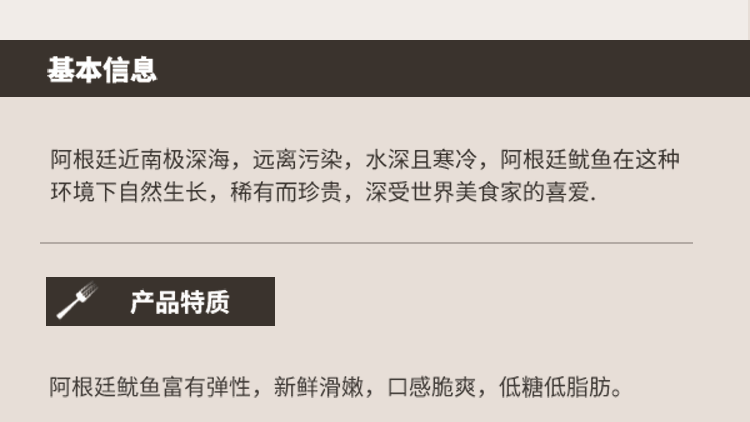 基本信息
阿根廷近南极深海，远离污染，水深且寒冷，阿根廷鱿鱼在这种
环境下自然生长，稀有而珍贵，深受世界美食家的喜爱.
产品特质
阿根廷鱿鱼富有弹性，新鲜滑嫩，口感脆爽，低糖低脂肪。